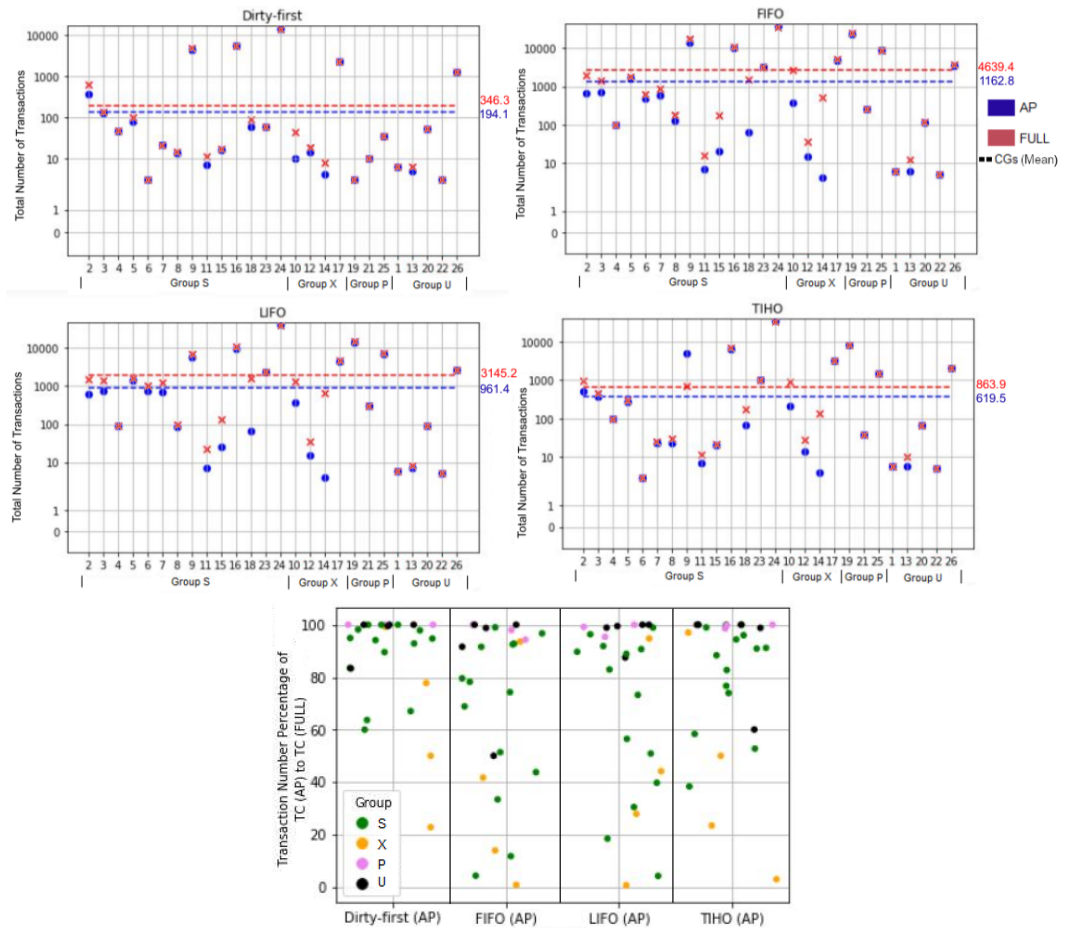 Dirty-first
Total Number of Transactions
10000
1000
100
10
1
0
346.3
194.1
2 3 4 5 6 7 8 9 11 15 16 18 23 24 10 12 14 17 19 21 25 1 13 20 22 26
| Group S | Group X | Group P | Group U |
FIFO
Total Number of Transactions
10000
1000
100
10
1
0
4639.4
1162.8
2 3 4 5 6 7 8 9 11 15 16 18 23 24 10 12 14 17 19 21 25 1 13 20 22 26
| Group S | Group X | Group P | Group U |
AP
FULL
CGs (Mean)
LIFO
Total Number of Transactions
10000
1000
100
10
1
0
3145.2
961.4
2 3 4 5 6 7 8 9 11 15 16 18 23 24 10 12 14 17 19 21 25 1 13 20 22 26
| Group S | Group X | Group P | Group U |
TIHO
Total Number of Transactions
10000
1000
100
10
1
0
863.9
619.5
2 3 4 5 6 7 8 9 11 15 16 18 23 24 10 12 14 17 19 21 25 1 13 20 22 26
| Group S | Group X | Group P | Group U |
Transaction Number Percentage of
TC (AP) to TC (FULL)
100
80
60
40
20
0
Group
S
X
P
U
Dirty-first (AP) FIFO (AP) LIFO (AP) TIHO (AP)